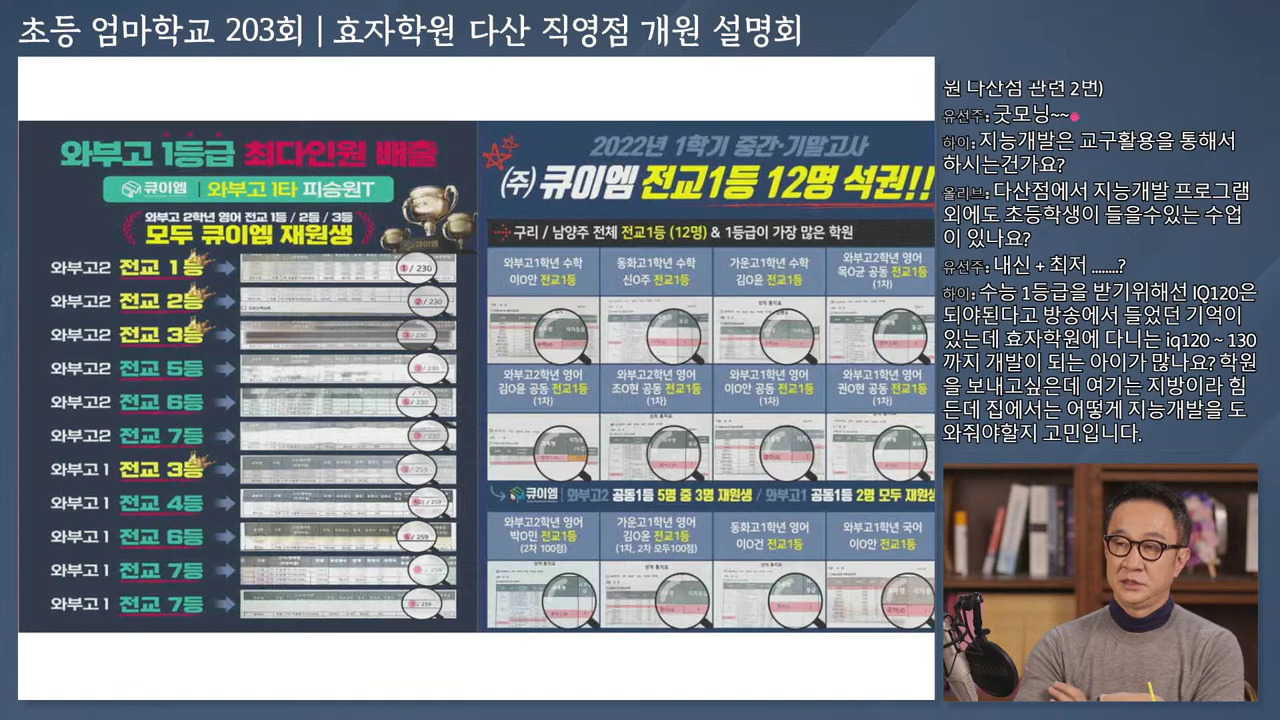 초등 엄마학교 203회 | 효자학원 다산 직영점 개원 설명회
와부고 1등급 최다인원 배출
큐이엠 | 와부고 1타 피승원T
와부고 2학년 영어 전교 1등 / 2등 / 3등
모두 큐이엠 재원생
와부고2 전교 1등 1 / 230
와부고2 전교 2등 2 / 230
와부고2 전교 3등 / 230
와부고2 전교 5등 / 230
와부고2 전교 6등 / 230
와부고2 전교 7등 / 230
와부고 1 전교 3등 / 259
와부고 1 전교 4등 / 259
와부고 1 전교 6등 / 259
와부고 1 전교 7등 / 259
와부고 1 전교 7등 / 259
2022년 1학기 중간·기말고사
(주) 큐이엠 전교1등 12명 석권!!
구리 / 남양주 전체 전교1등 (12명) & 1등급이 가장 많은 학원
와부고1학년 수학
이O안 전교1등
동화고1학년 수학
신O주 전교1등
가운고1학년 수학
김O윤 전교1등
와부고2학년 영어
목O균 공동 전교1등
(1차)
와부고2학년 영어
김O윤 공동 전교1등
(1차)
와부고2학년 영어
조O현 공동 전교1등
(1차)
와부고1학년 영어
이O안 공동 전교1등
(1차)
와부고1학년 영어
권O현 공동 전교1등
(1차)
큐이엠 | 와부고2 공동1등 5명 중 3명 재원생 / 와부고1 공동1등 2명 모두 재원생
와부고2학년 영어
박O민 전교1등
(2차 100점)
가운고1학년 영어
김O윤 전교1등
(1차, 2차 모두100점)
동화고1학년 영어
이O건 전교1등
와부고1학년 국어
이O안 전교1등
원 다산점 관련 2번)
유선주: 굿모닝~~
하이: 지능개발은 교구활용을 통해서
하시는건가요?
올리브: 다산점에서 지능개발 프로그램
외에도 초등학생이 들을수있는 수업
이 있나요?
유선주: 내신 + 최저 ........?
하이: 수능 1등급을 받기위해선 IQ120은
되야된다고 방송에서 들었던 기억이
있는데 효자학원에 다니는 iq120 ~ 130
까지 개발이 되는 아이가 많나요? 학원
을 보내고싶은데 여기는 지방이라 힘
든데 집에서는 어떻게 지능개발을 도
와줘야할지 고민입니다.